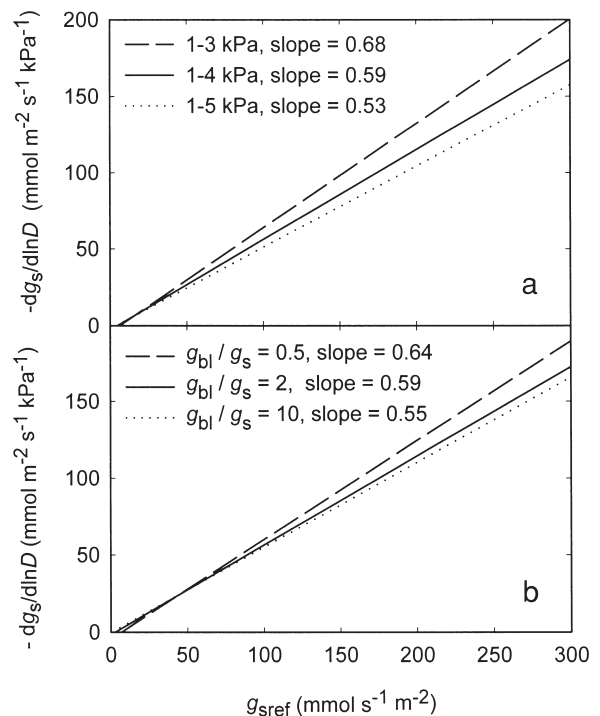 200
150
100
50
0
-dgs/dlnD (mmol m-2 s-1 kPa-1)
1-3 kPa, slope = 0.68
1-4 kPa, slope = 0.59
1-5 kPa, slope = 0.53
a
150
100
50
0
- dgs/dlnD (mmol m-2 s-1 kPa-1)
gbl / gs = 0.5, slope = 0.64
gbl / gs = 2, slope = 0.59
gbl / gs = 10, slope = 0.55
b
0 50 100 150 200 250 300
gsref (mmol s-1 m-2)